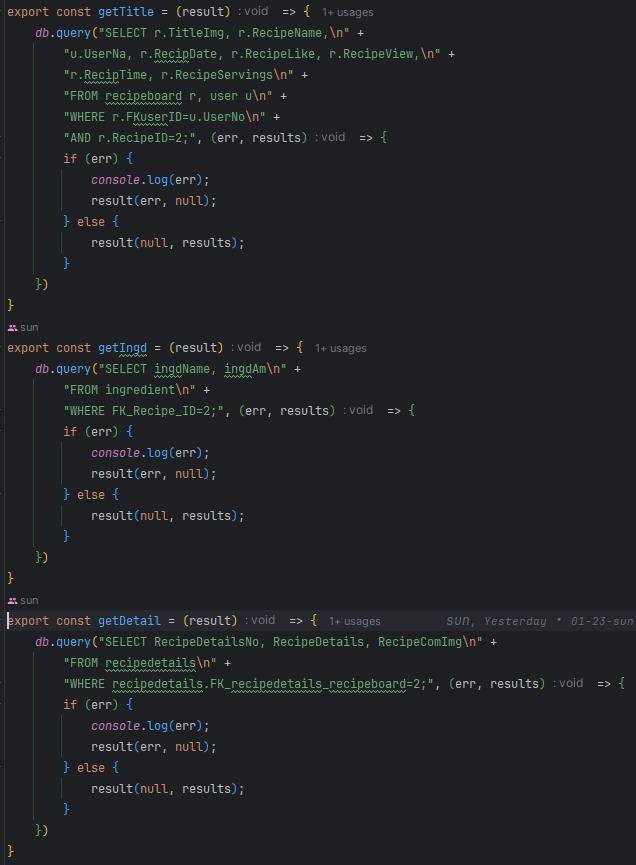 export const getTitle = (result) :void => { 1+ usages
db.query("SELECT r.TitleImg, r.RecipeName,\n" +
"u.UserNa, r.RecipDate, r.RecipeLike, r.RecipeView,\n" +
"r.RecipTime, r.RecipeServings\n" +
"FROM recipeboard r, user u\n" +
"WHERE r.FKuserID=u.UserNo\n" +
"AND r.RecipeID=2;", (err, results) :void => {
if (err) {
console.log(err);
result(err, null);
} else {
result(null, results);
}
})
}
sun
export const getIngd = (result) :void => { 1+ usages
db.query("SELECT ingdName, ingdAm\n" +
"FROM ingredient\n" +
"WHERE FK_Recipe_ID=2;", (err, results) :void => {
if (err) {
console.log(err);
result(err, null);
} else {
result(null, results);
}
})
}
sun
export const getDetail = (result) :void => { 1+ usages SUN, Yesterday * 01-23-sun
db.query("SELECT RecipeDetailsNo, RecipeDetails, RecipeComImg\n" +
"FROM recipedetails\n" +
"WHERE recipedetails.FK_recipedetails_recipeboard=2;", (err, results) :void => {
if (err) {
console.log(err);
result(err, null);
} else {
result(null, results);
}
})
}